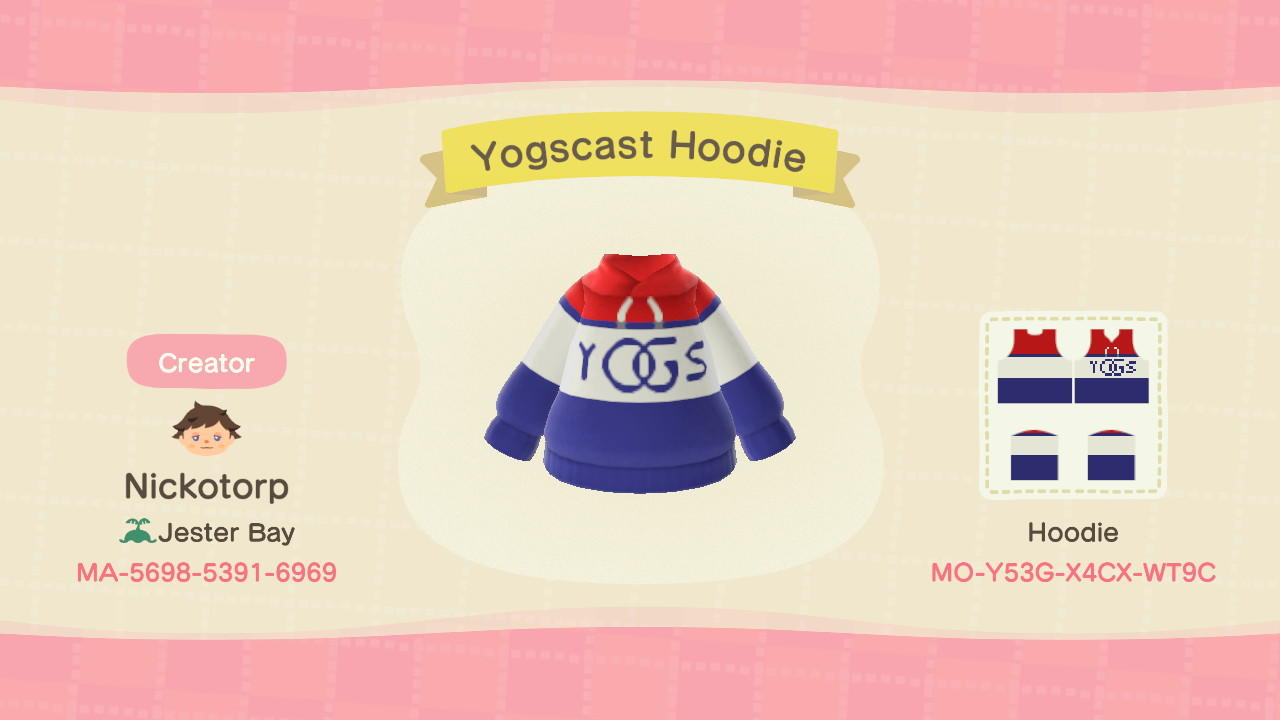 Yogscast Hoodie
YOGS
YOGS
Creator
Nickotorp
Jester Bay
MA-5698-5391-6969
Hoodie
MO-Y53G-X4CX-WT9C